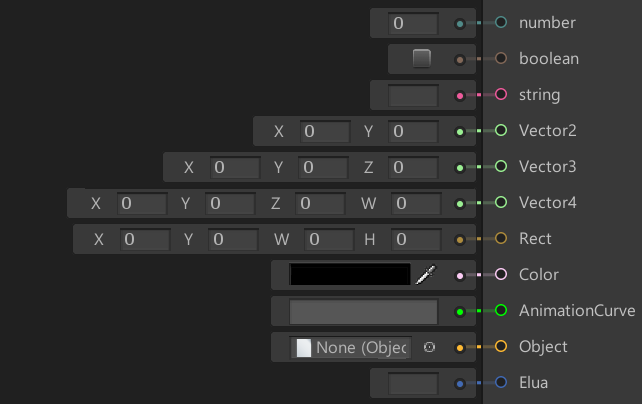 0 number
boolean
string
X 0 Y 0 Vector2
X 0 Y 0 Z 0 Vector3
X 0 Y 0 Z 0 W 0 Vector4
X 0 Y 0 W 0 H 0 Rect
Color
AnimationCurve
None (Objec Object
Elua